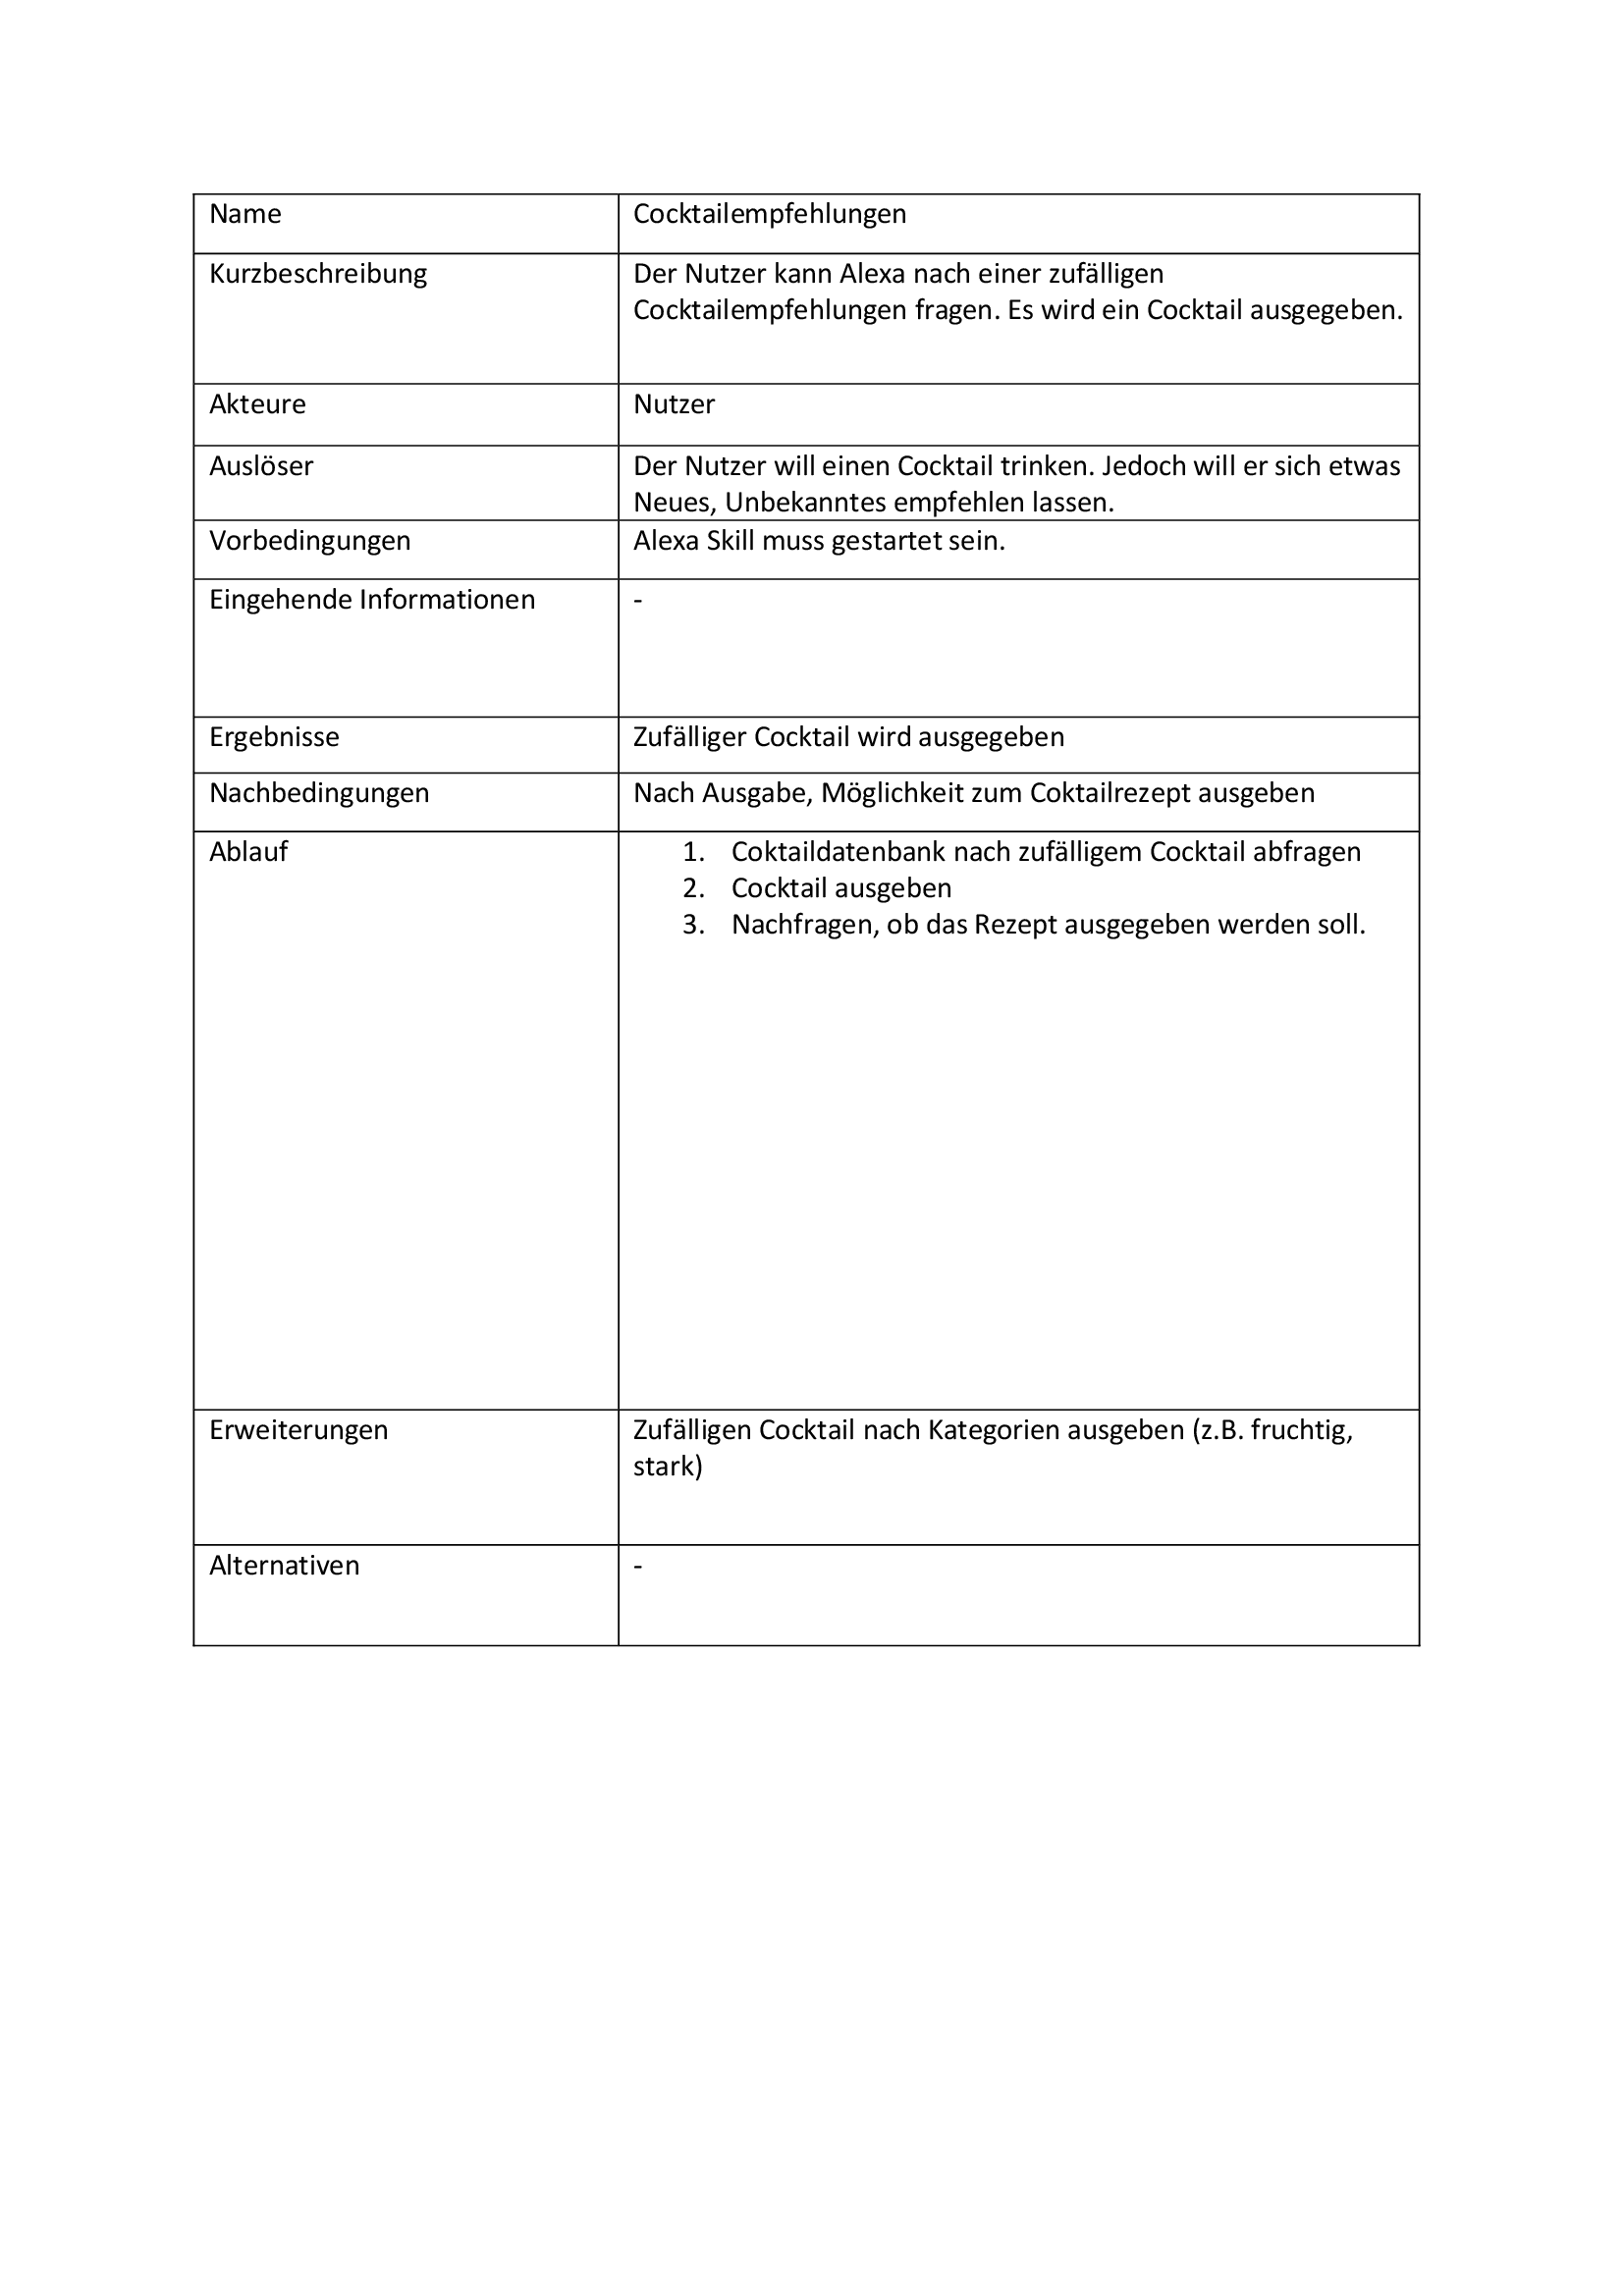 Name
Cocktailempfehlungen
Kurzbeschreibung
Der Nutzer kann Alexa nach einer zufälligen
Cocktailempfehlungen fragen. Es wird ein Cocktail ausgegeben.
Akteure
Nutzer
Auslöser
Der Nutzer will einen Cocktail trinken. Jedoch will er sich etwas
Neues, Unbekanntes empfehlen lassen.
Vorbedingungen
Alexa Skill muss gestartet sein.
Eingehende Informationen
-
Ergebnisse
Zufälliger Cocktail wird ausgegeben
Nachbedingungen
Nach Ausgabe, Möglichkeit zum Coktailrezept ausgeben
Ablauf
1. Coktaildatenbank nach zufälligem Cocktail abfragen
2. Cocktail ausgeben
3. Nachfragen, ob das Rezept ausgegeben werden soll.
Erweiterungen
Zufälligen Cocktail nach Kategorien ausgeben (z.B. fruchtig,
stark)
Alternativen
-